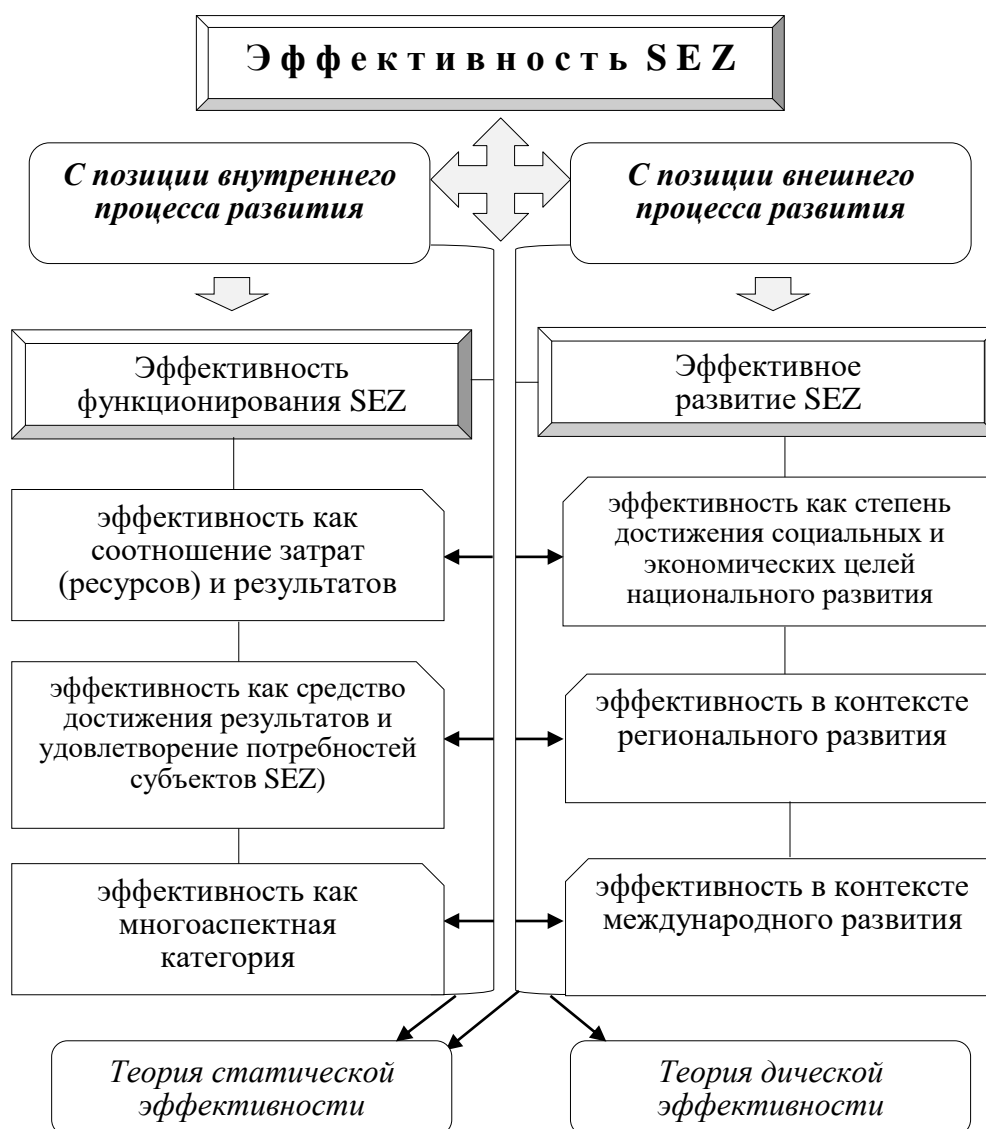 Эффективность SEZ
С позиции внутреннего
процесса развития
С позиции внешнего
процесса развития
Эффективность
функционирования SEZ
Эффективное
развитие SEZ
эффективность как
соотношение затрат
(ресурсов) и результатов
эффективность как степень
достижения социальных и
экономических целей
национального развития
эффективность как средство
достижения результатов и
удовлетворение потребностей
субъектов SEZ)
эффективность в контексте
регионального развития
эффективность как
многоаспектная
категория
эффективность в контексте
международного развития
Теория статической
эффективности
Теория дической
эффективности